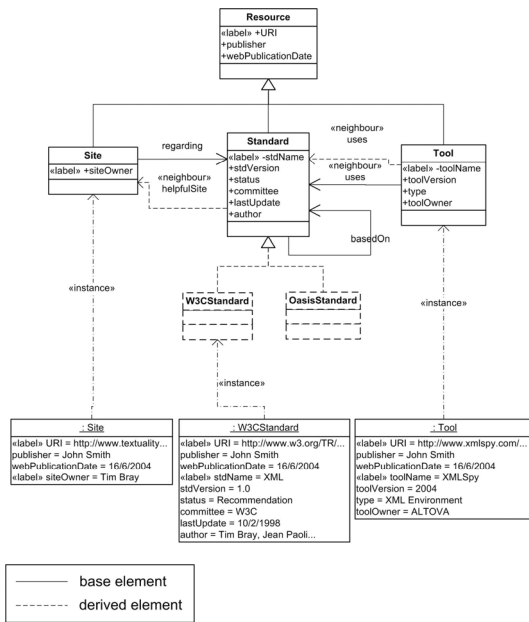 Resource
«label» +URI
+publisher
+webPublicationDate
Site
«label» +siteOwner
regarding
«neighbour»
helpfulSite
Standard
«label» -stdName
+stdVersion
+status
+committee
+lastUpdate
+author
«neighbour»
uses
«neighbour»
uses
Tool
«label» -toolName
+toolVersion
+type
+toolOwner
basedOn
W3CStandard
OasisStandard
«instance»
«instance»
«instance»
: Site
«label» URI = http://www.textuality...
publisher = John Smith
webPublicationDate = 16/6/2004
«label» siteOwner = Tim Bray
: W3CStandard
«label» URI = http://www.w3.org/TR/...
publisher = John Smith
webPublicationDate = 16/6/2004
«label» stdName = XML
stdVersion = 1.0
status = Recommendation
committee = W3C
lastUpdate = 10/2/1998
author = Tim Bray, Jean Paoli...
: Tool
«label» URI = http://www.xmlspy.com/...
publisher = John Smith
webPublicationDate = 16/6/2004
«label» toolName = XMLSpy
toolVersion = 2004
type = XML Environment
toolOwner = ALTOVA
base element
derived element